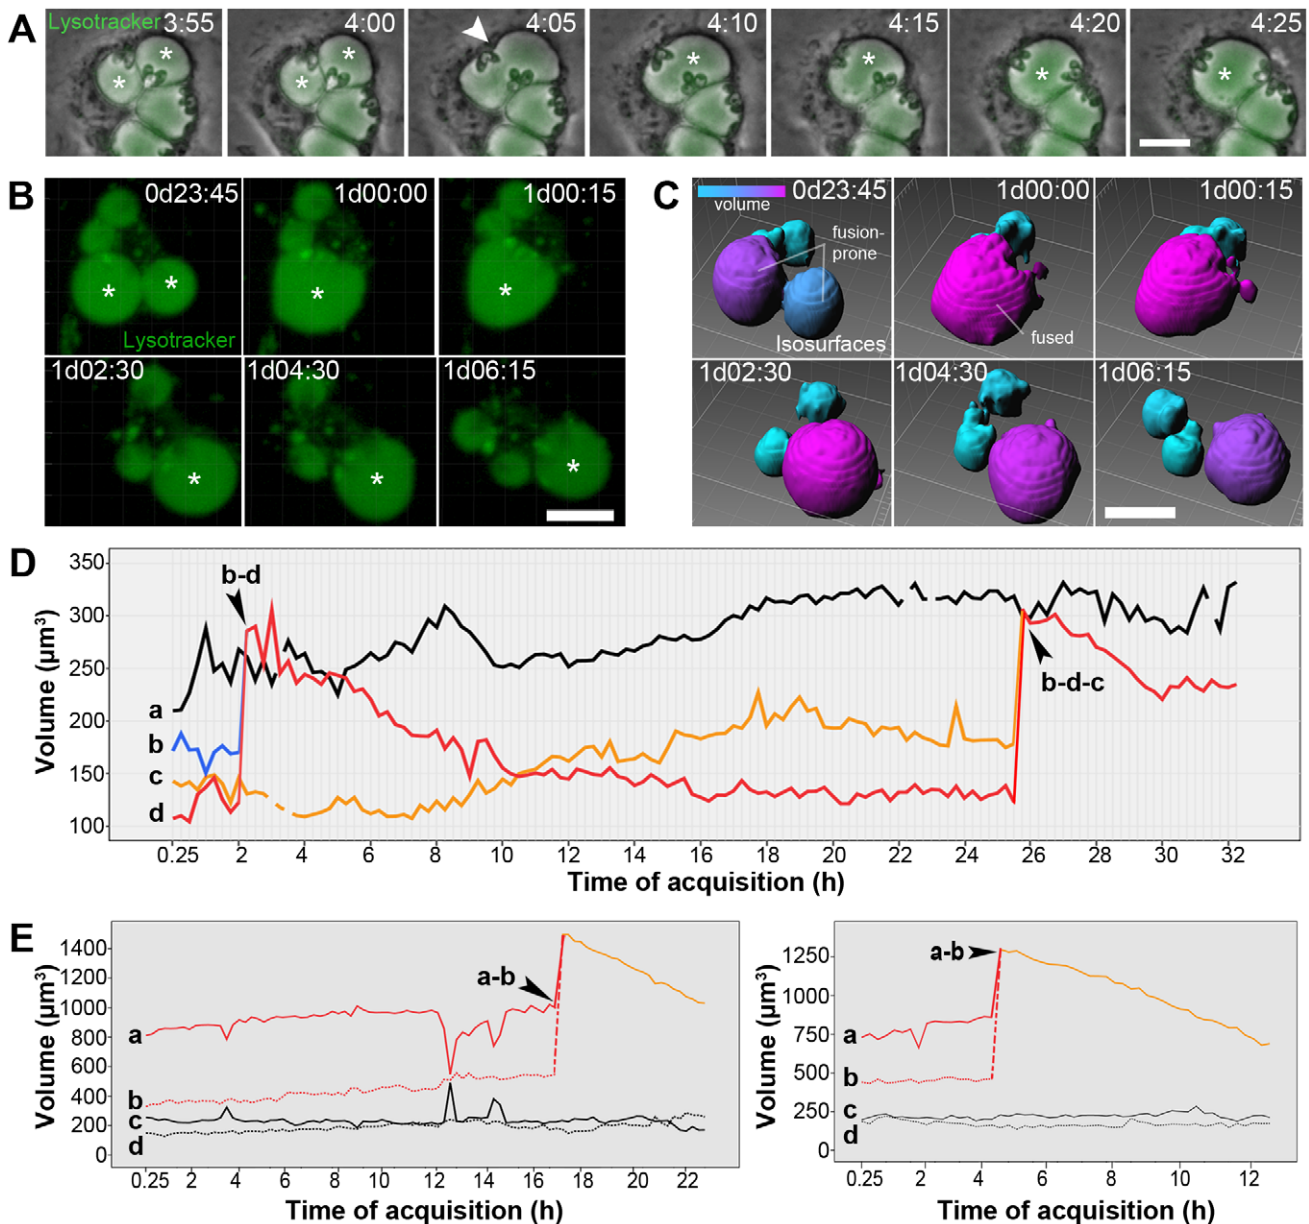 A
Lysotracker 3:55
4:00
4:05
4:10
4:15
4:20
4:25
*
*
*
*
*
*
*
*
B
0d23:45
1d00:00
1d00:15
*
*
*
*
Lysotracker
1d02:30
1d04:30
1d06:15
*
*
*
C
volume
0d23:45
1d00:00
1d00:15
fusion-
prone
fused
Isosurfaces
1d02:30
1d04:30
1d06:15
D
Volume (µm³)
350
300
250
200
150
100
b-d
a
b
c
d
b-d-c
0.25 2 4 6 8 10 12 14 16 18 20 22 24 26 28 30 32
Time of acquisition (h)
E
Volume (µm³)
1400
1200
1000
800
600
400
200
0
a-b
a
b
c
d
0.25 2 4 6 8 10 12 14 16 18 20 22
Time of acquisition (h)
Volume (µm³)
1250
1000
750
500
250
0
a-b
a
b
c
d
0.25 2 4 6 8 10 12
Time of acquisition (h)